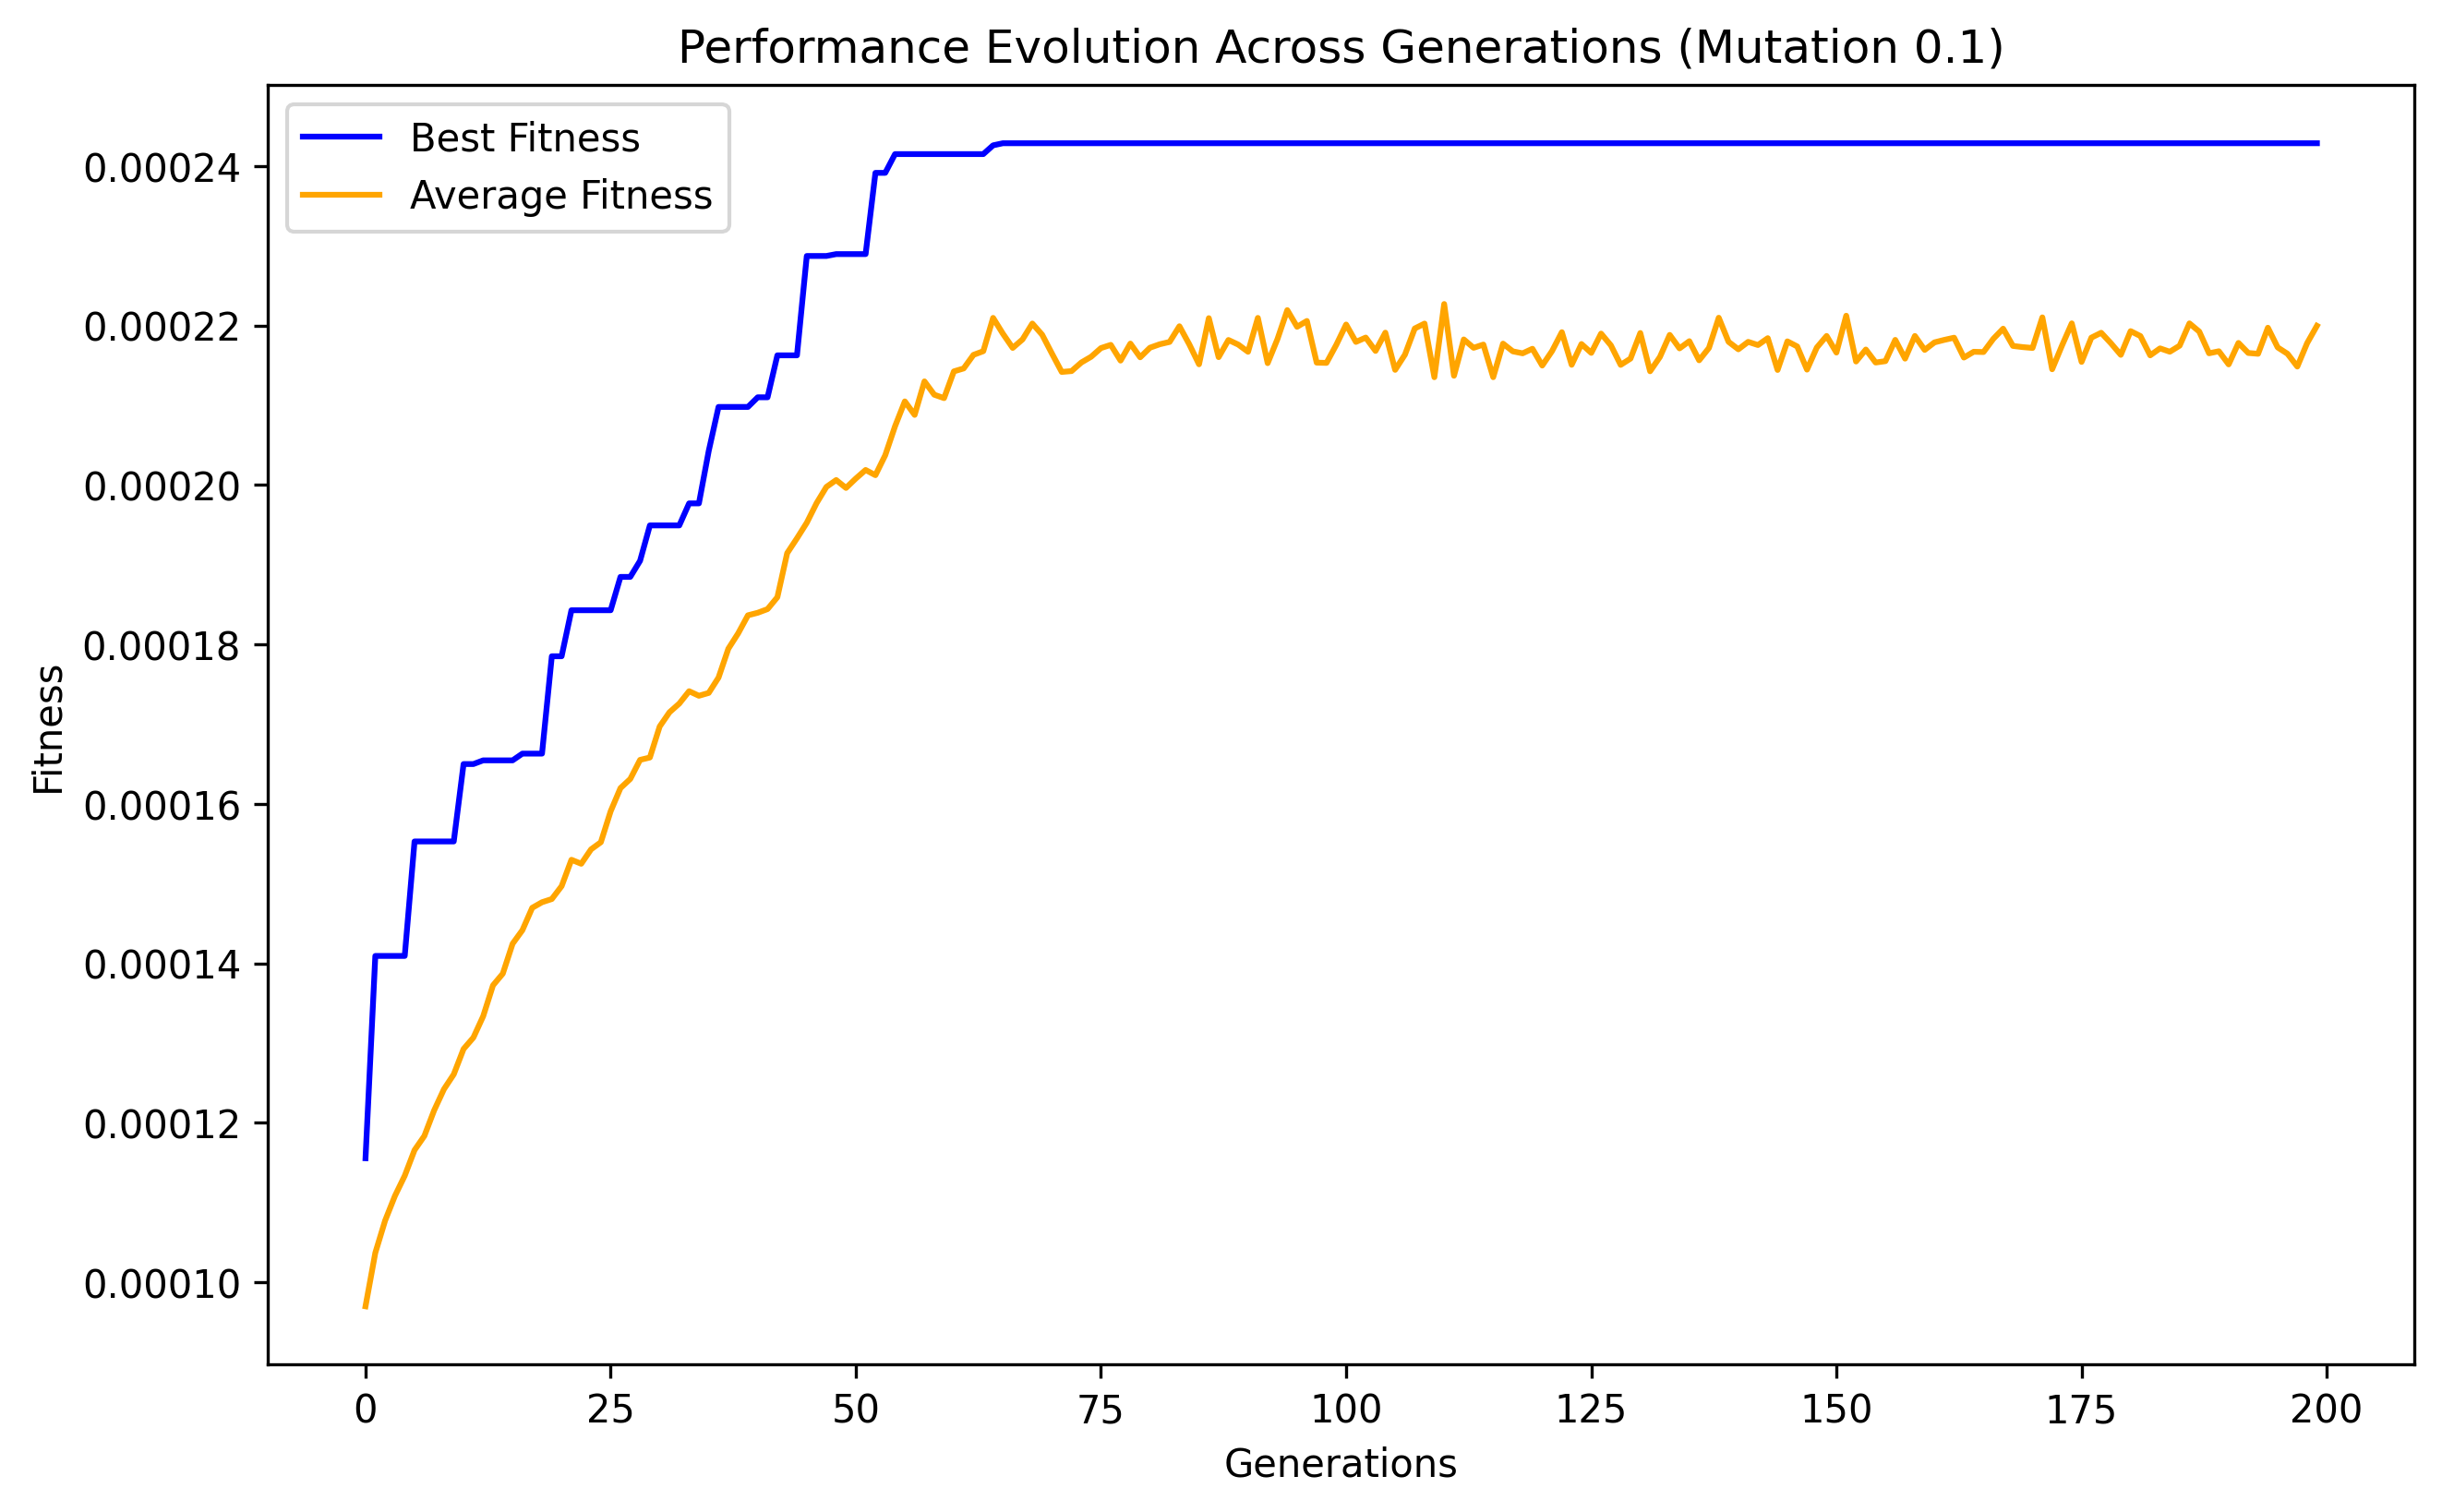 Performance Evolution Across Generations (Mutation 0.1)
Best Fitness
Average Fitness
0.00024
0.00022
0.00020
0.00018
0.00016
0.00014
0.00012
0.00010
Fitness
0 25 50 75 100 125 150 175 200
Generations